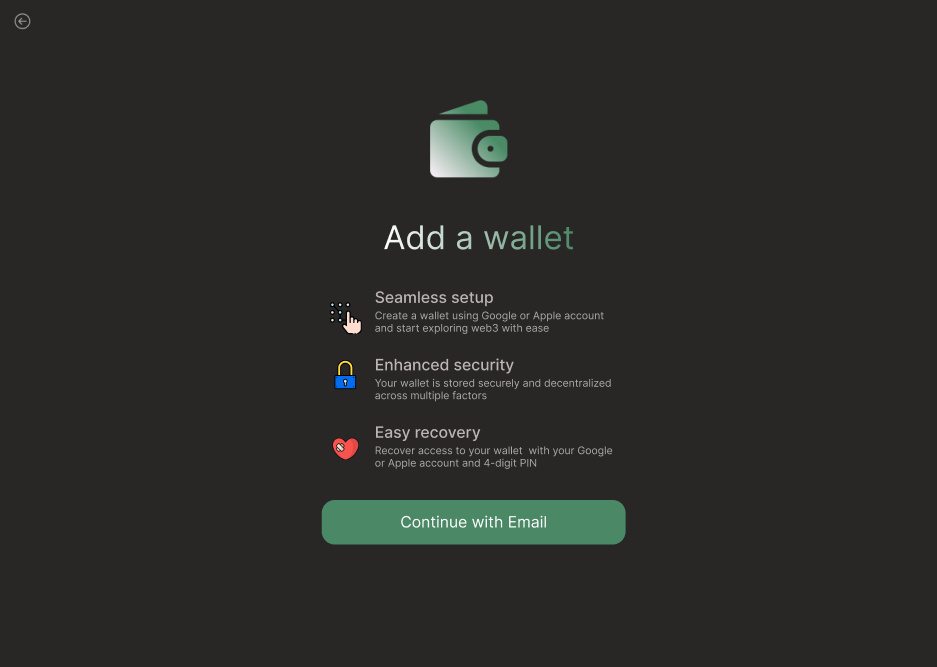 Add a wallet
Seamless setup
Create a wallet using Google or Apple account
and start exploring web3 with ease
Enhanced security
Your wallet is stored securely and decentralized
across multiple factors
Easy recovery
Recover access to your wallet  with your Google
or Apple account and 4-digit PIN
Continue with Email